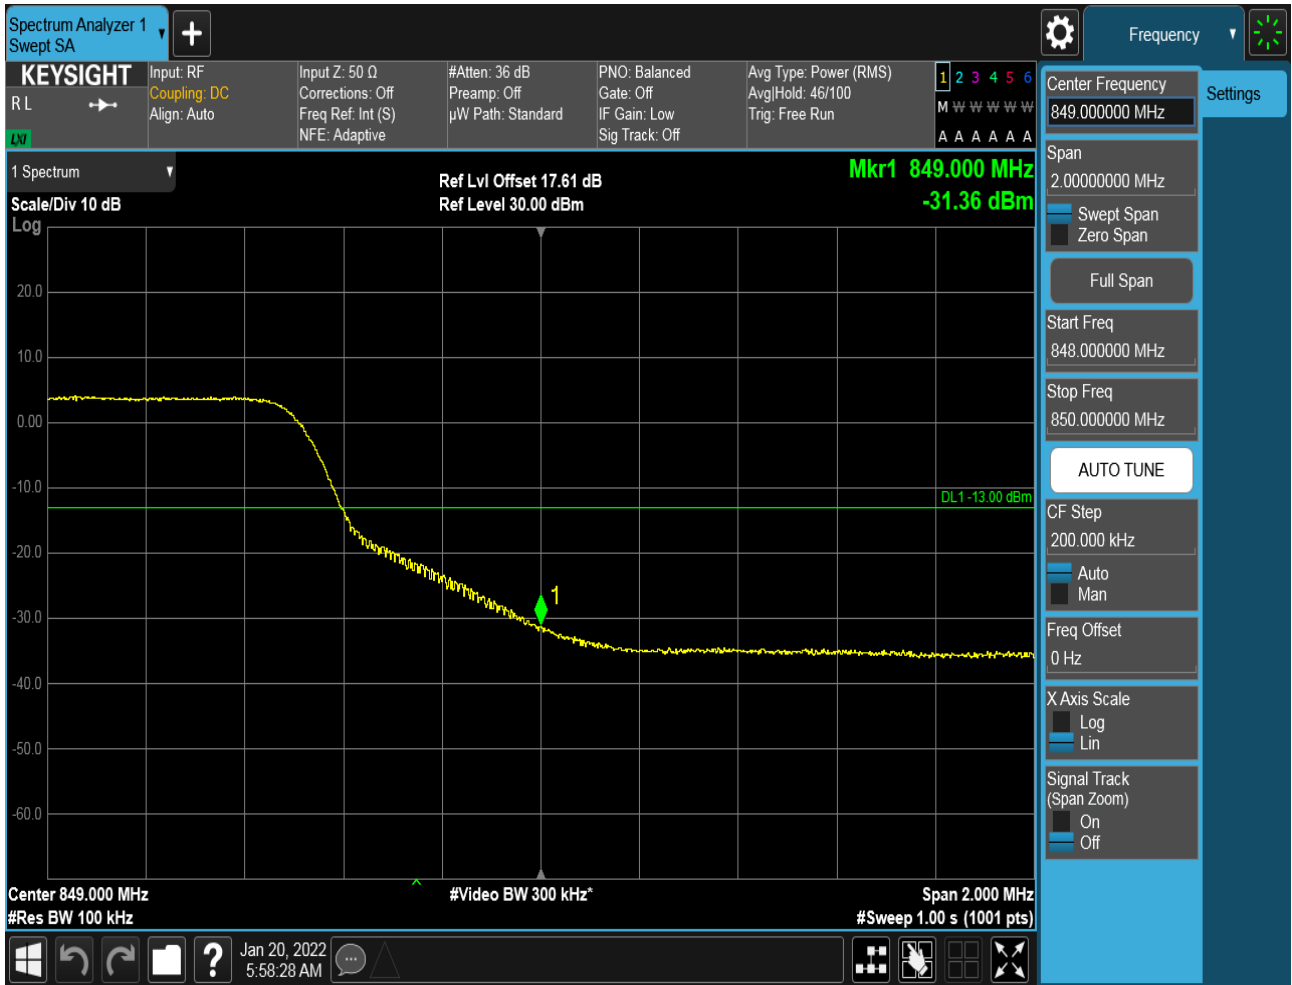 Spectrum Analyzer 1
Swept SA
Frequency
KEYSIGHT
R L
LXI
Input: RF
Coupling: DC
Align: Auto
Input Z: 50 Ω
Corrections: Off
Freq Ref: Int (S)
NFE: Adaptive
#Atten: 36 dB
Preamp: Off
µW Path: Standard
PNO: Balanced
Gate: Off
IF Gain: Low
Sig Track: Off
Avg Type: Power (RMS)
Avg|Hold: 46/100
Trig: Free Run
1 2 3 4 5 6
M W W W W W
A A A A A A
1 Spectrum
Scale/Div 10 dB
Log
Ref Lvl Offset 17.61 dB
Ref Level 30.00 dBm
Mkr1 849.000 MHz
-31.36 dBm
20.0
10.0
0.00
-10.0
-20.0
-30.0
-40.0
-50.0
-60.0
DL1 -13.00 dBm
1
Center 849.000 MHz
#Res BW 100 kHz
#Video BW 300 kHz*
Span 2.000 MHz
#Sweep 1.00 s (1001 pts)
Jan 20, 2022
5:58:28 AM
?
Center Frequency
849.000000 MHz
Settings
Span
2.00000000 MHz
Swept Span
Zero Span
Full Span
Start Freq
848.000000 MHz
Stop Freq
850.000000 MHz
AUTO TUNE
CF Step
200.000 kHz
Auto
Man
Freq Offset
0 Hz
X Axis Scale
Log
Lin
Signal Track
(Span Zoom)
On
Off